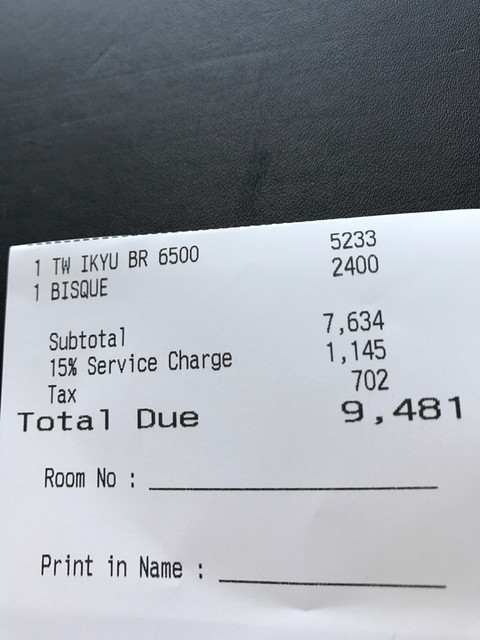 1 TW IKYU BR 6500 5233
1 BISQUE 2400
Subtotal 7,634
15% Service Charge 1,145
Tax 702
Total Due 9,481
Room No :
Print in Name :